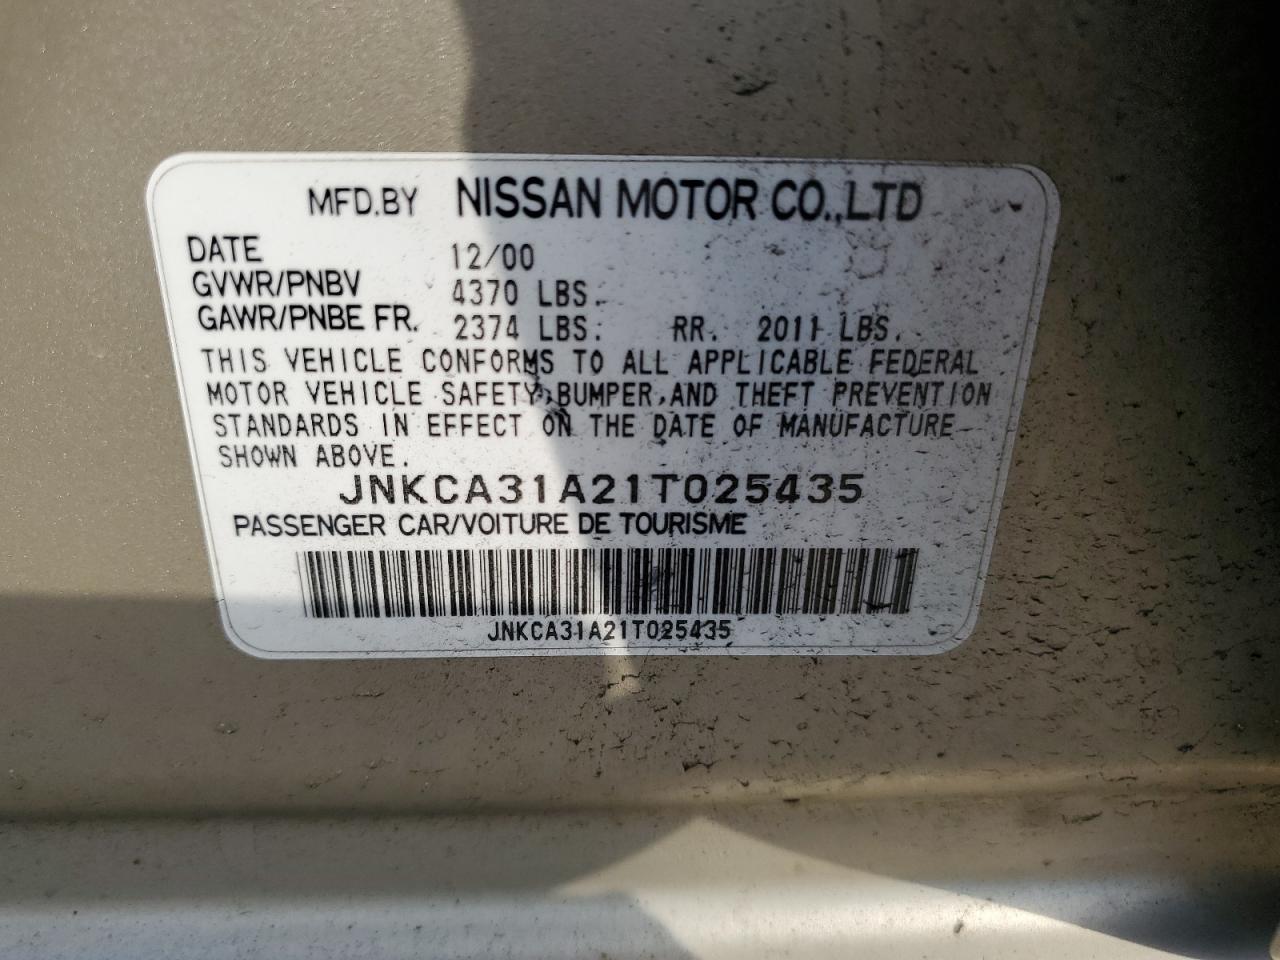 MFD.BY NISSAN MOTOR CO.,LTD
DATE 12/00
GVWR/PNBV 4370 LBS.
GAWR/PNBE FR. 2374 LBS. RR. 2011 LBS.
THIS VEHICLE CONFORMS TO ALL APPLICABLE FEDERAL
MOTOR VEHICLE SAFETY,BUMPER,AND THEFT PREVENTION
STANDARDS IN EFFECT ON THE DATE OF MANUFACTURE
SHOWN ABOVE.
JNKCA31A21T025435
PASSENGER CAR/VOITURE DE TOURISME
JNKCA31A21T025435